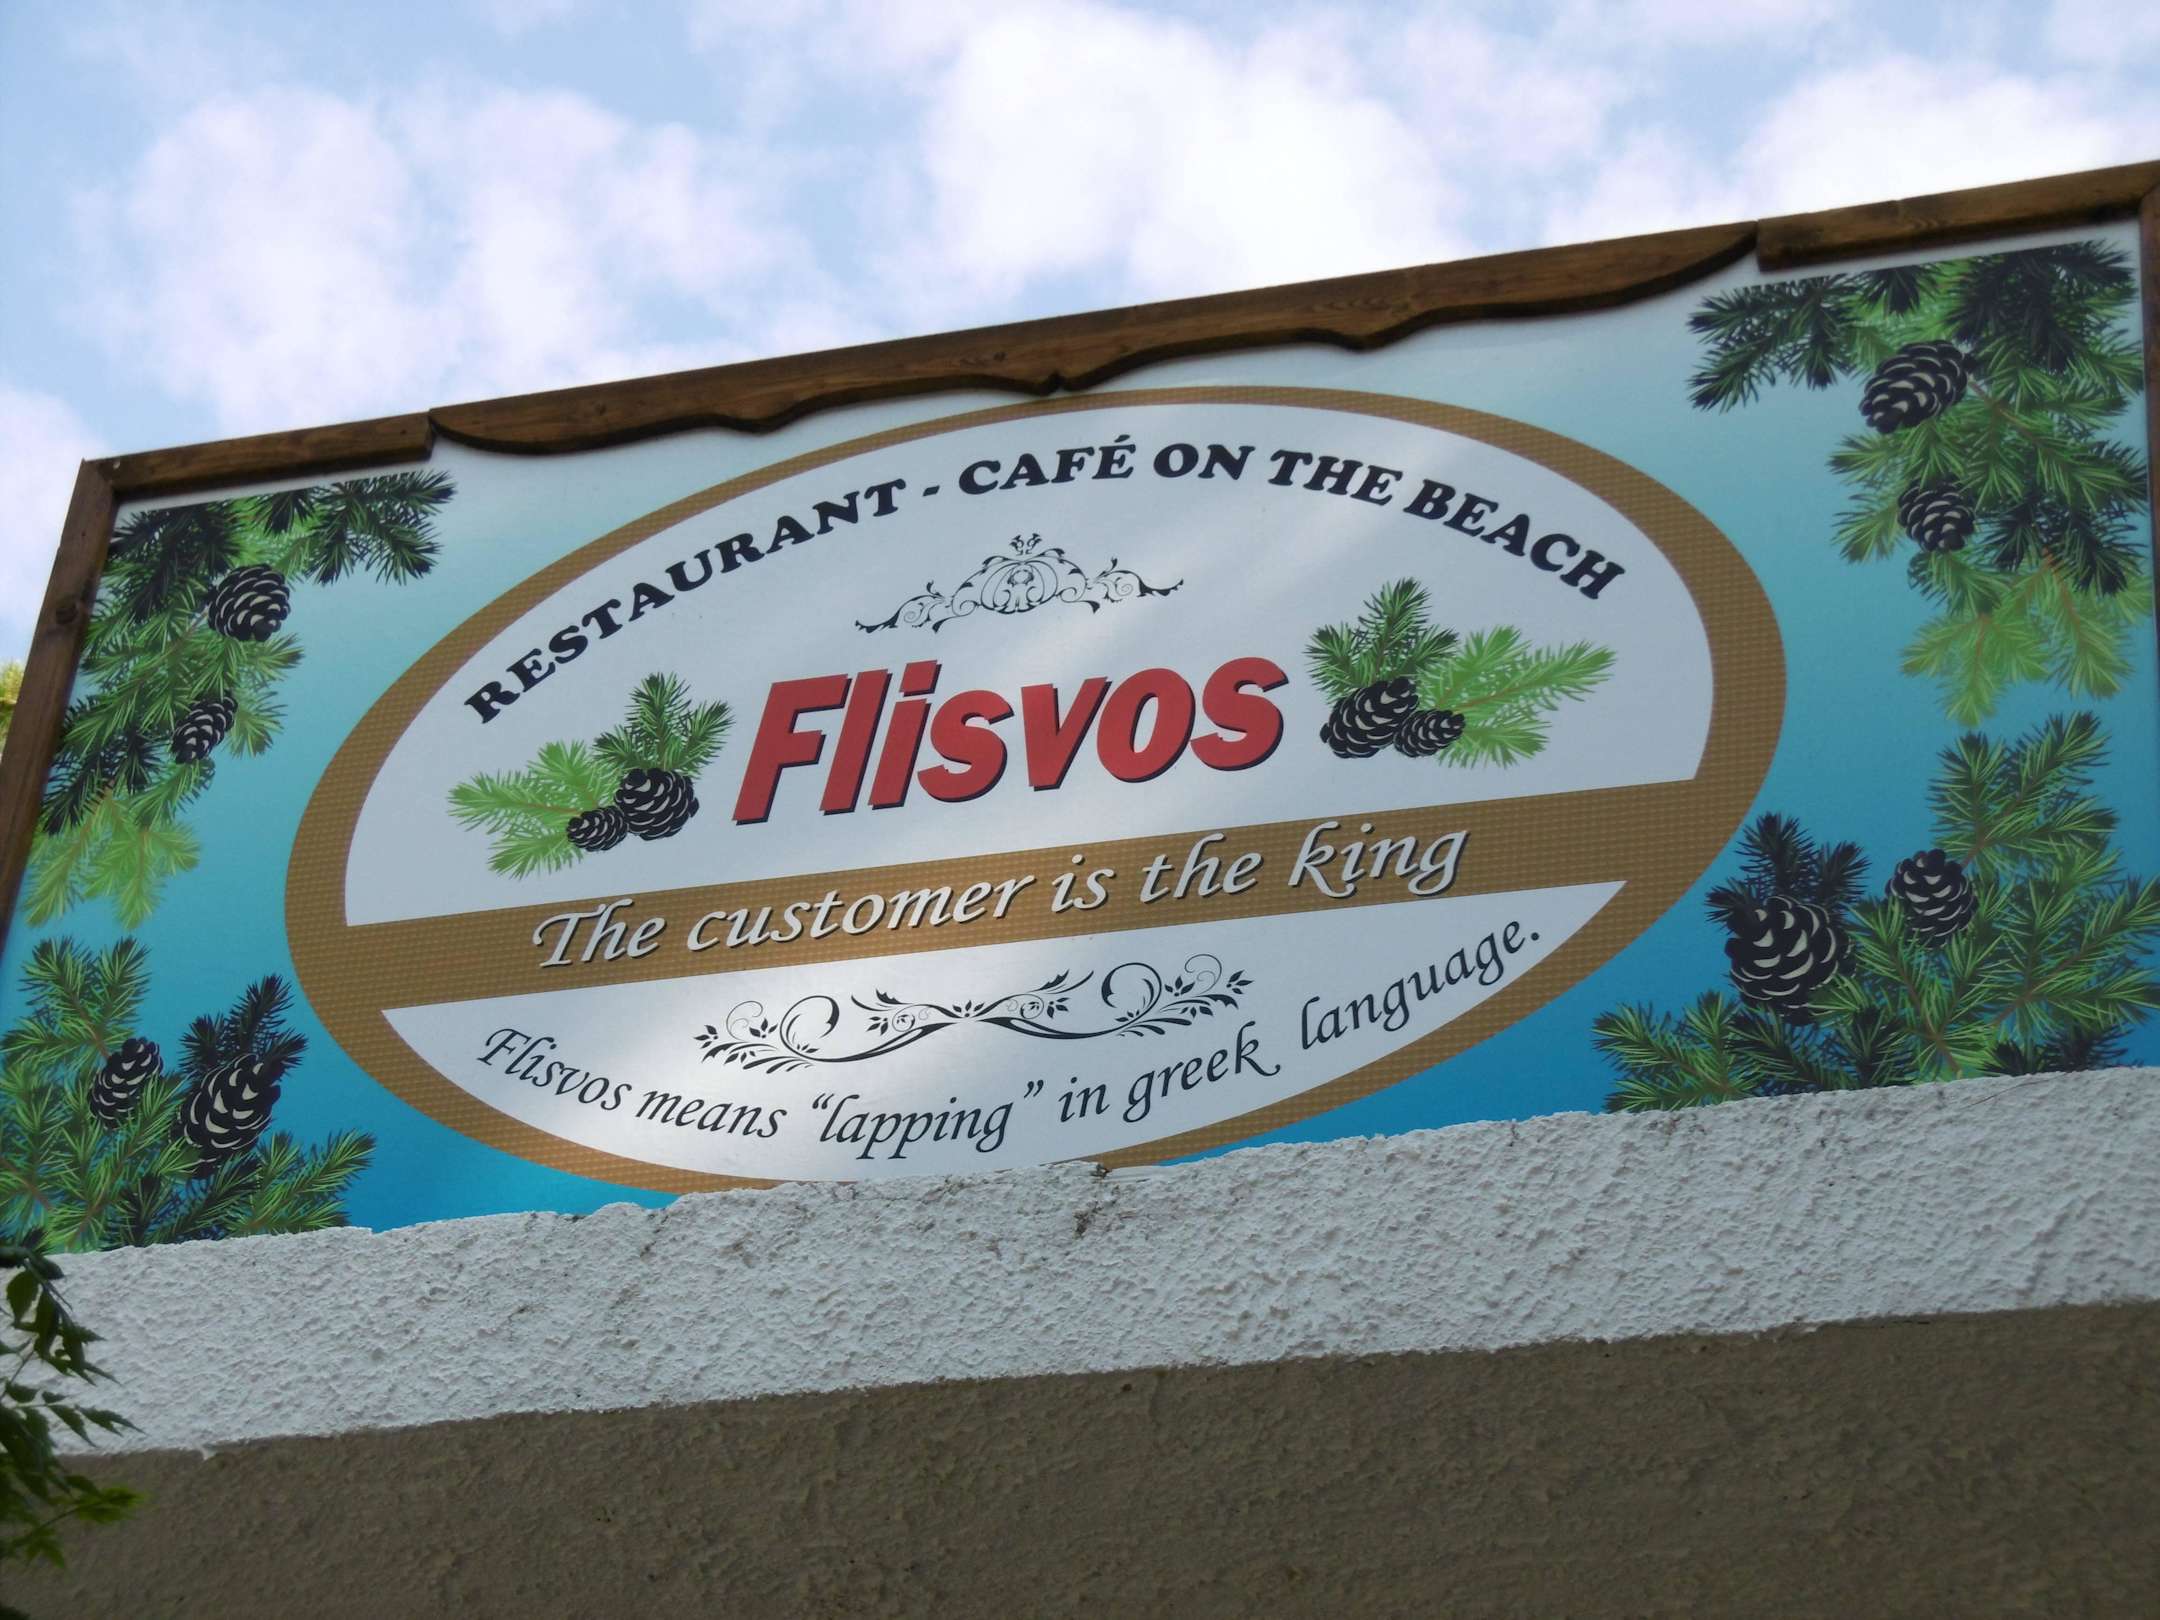 RESTAURANT - CAFÉ ON THE BEACH
Flisvos
The customer is the king
Flisvos means “lapping” in greek language.